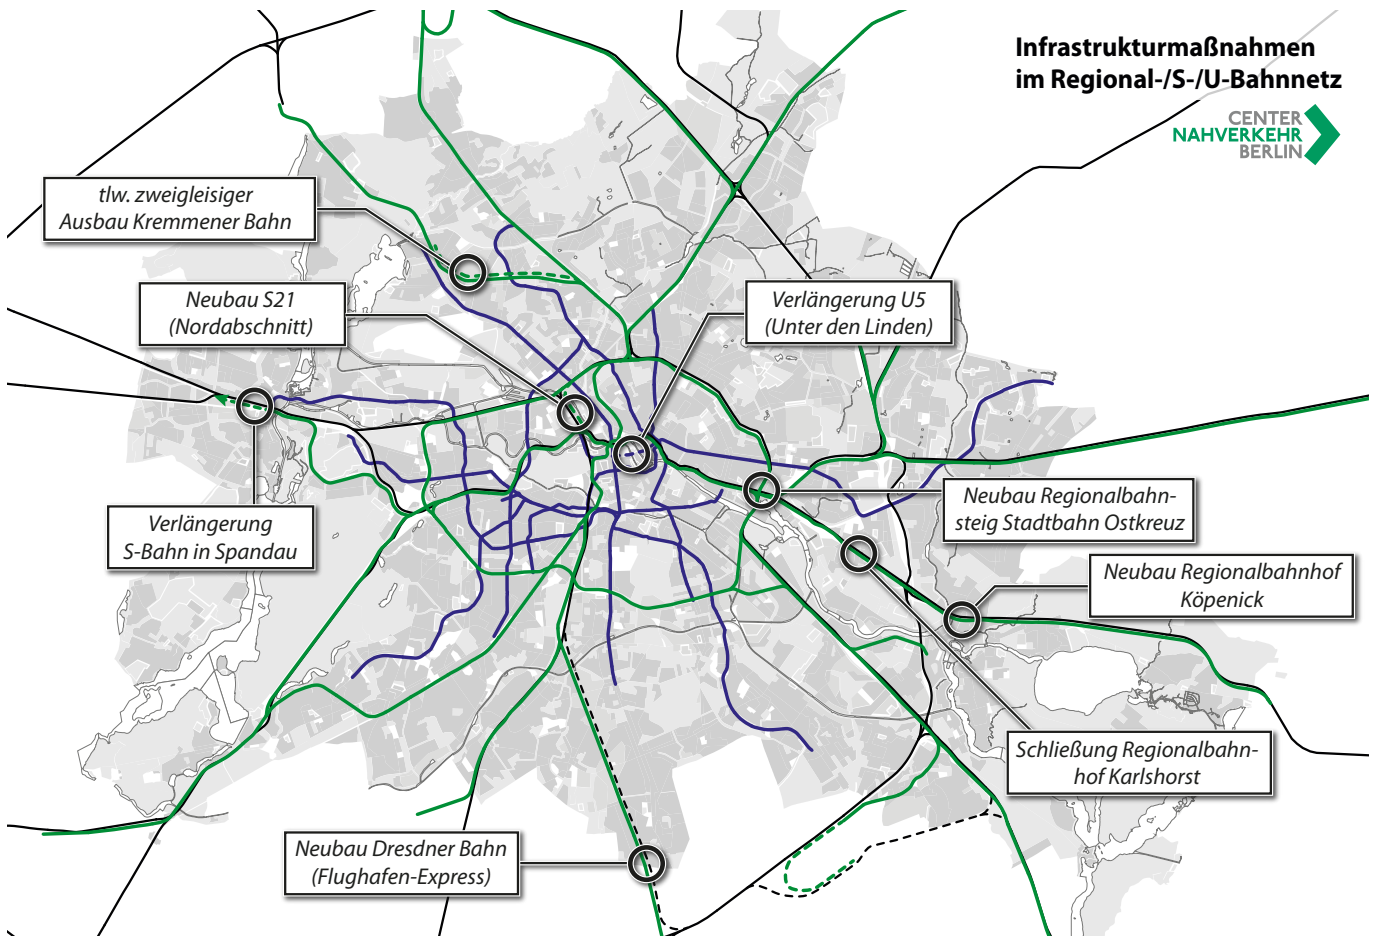 Infrastrukturmaßnahmen
im Regional-/S-/U-Bahnnetz
CENTER
NAHVERKEHR
BERLIN
tlw. zweigleisiger
Ausbau Kremmener Bahn
Neubau S21
(Nordabschnitt)
Verlängerung U5
(Unter den Linden)
Verlängerung
S-Bahn in Spandau
Neubau Regionalbahn-
steig Stadtbahn Ostkreuz
Neubau Regionalbahnhof
Köpenick
Schließung Regionalbahn-
hof Karlshorst
Neubau Dresdner Bahn
(Flughafen-Express)